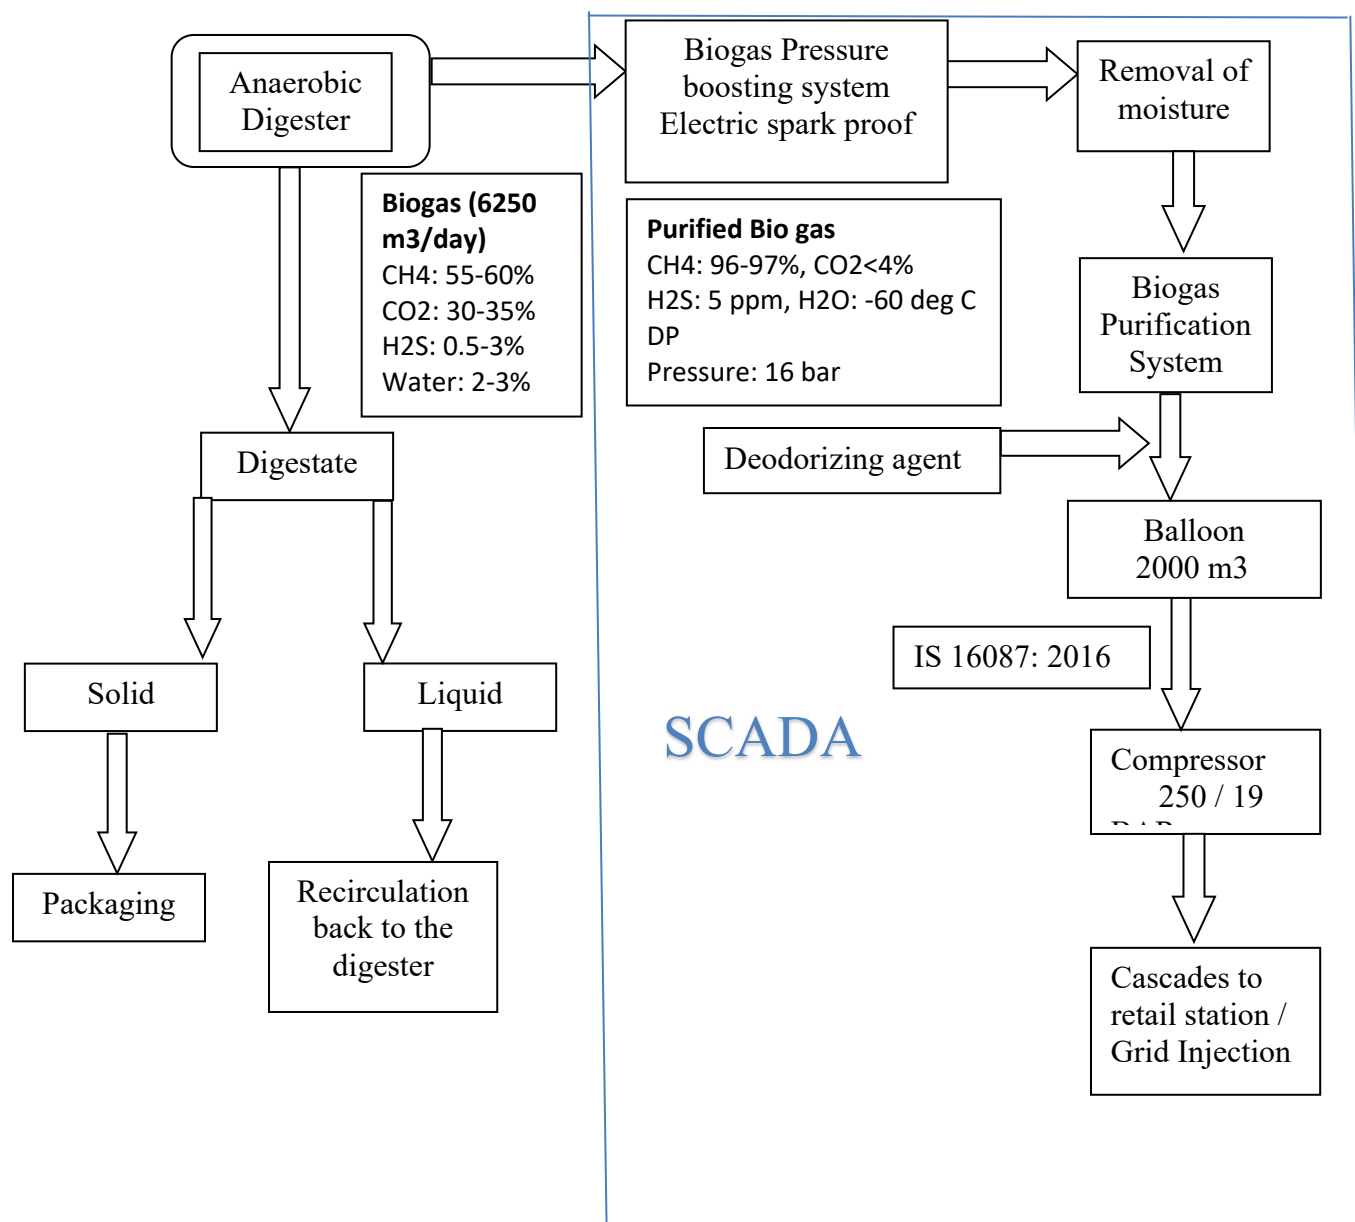 Anaerobic
Digester
Biogas Pressure
boosting system
Electric spark proof
Removal of
moisture
Biogas (6250
m3/day)
CH4: 55-60%
CO2: 30-35%
H2S: 0.5-3%
Water: 2-3%
Purified Bio gas
CH4: 96-97%, CO2<4%
H2S: 5 ppm, H2O: -60 deg C
DP
Pressure: 16 bar
Biogas
Purification
System
Digestate
Deodorizing agent
Balloon
2000 m3
IS 16087: 2016
Solid
Liquid
SCADA
Compressor
250 / 19
Packaging
Recirculation
back to the
digester
Cascades to
retail station /
Grid Injection